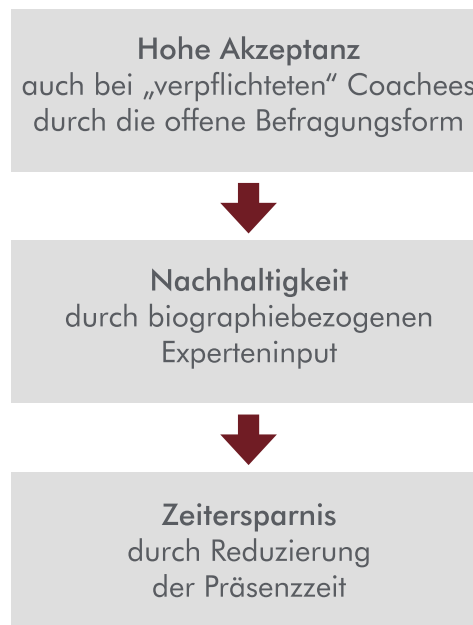 Hohe Akzeptanz
auch bei „verpflichteten“ Coachees
durch die offene Befragungsform
Nachhaltigkeit
durch biographiebezogenen
Experteninput
Zeitersparnis
durch Reduzierung
der Präsenzzeit